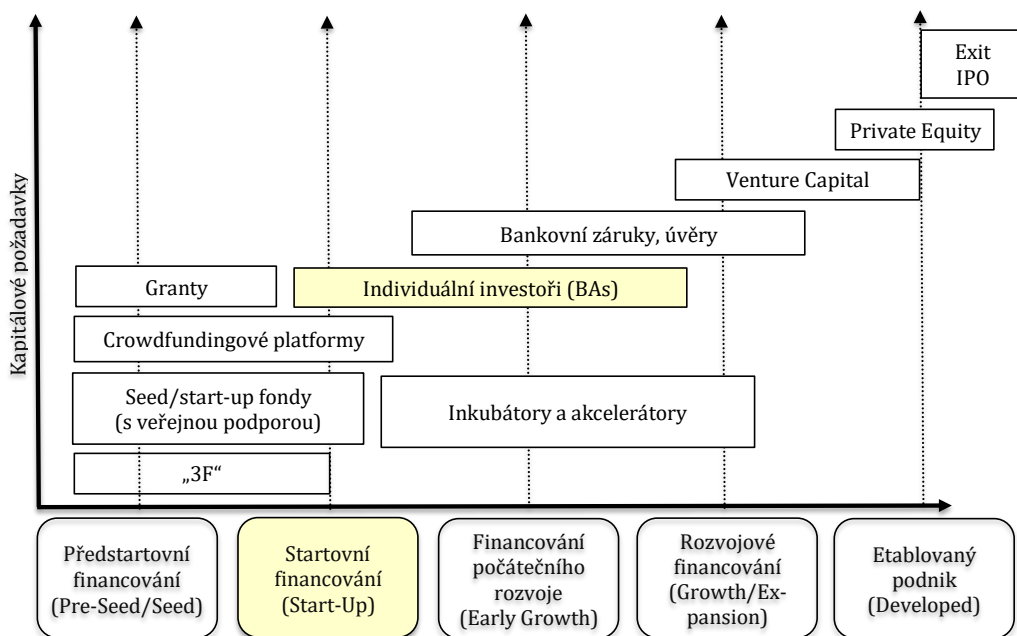 Kapitálové požadavky
Exit
IPO
Private Equity
Venture Capital
Bankovní záruky, úvěry
Granty
Individuální investoři (BAs)
Crowdfundingové platformy
Seed/start-up fondy
(s veřejnou podporou)
Inkubátory a akcelerátory
„3F“
Předstartovní
financování
(Pre-Seed/Seed)
Startovní
financování
(Start-Up)
Financování
počátečního
rozvoje
(Early Growth)
Rozvojové
financování
(Growth/Ex-
pansion)
Etablovaný
podnik
(Developed)